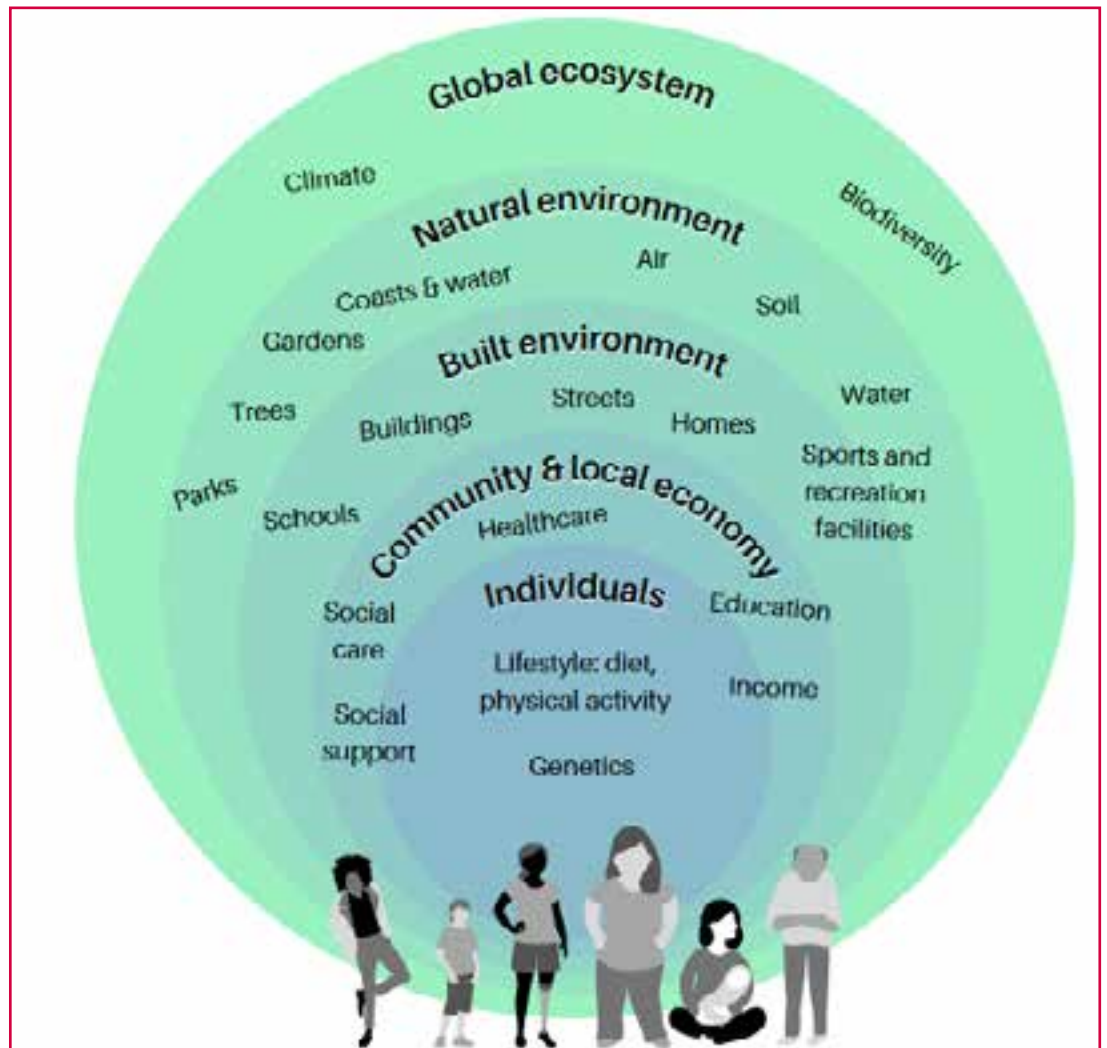 Global ecosystem
Climate
Biodiversity
Natural environment
Air
Coasts & water
Soil
Gardens
Built environment
Water
Streets
Trees
Buildings
Homes
Sports and
recreation
facilities
Parks
Schools
Community & local economy
Healthcare
Individuals
Education
Social
care
Lifestyle: diet,
physical activity
Income
Social
support
Genetics